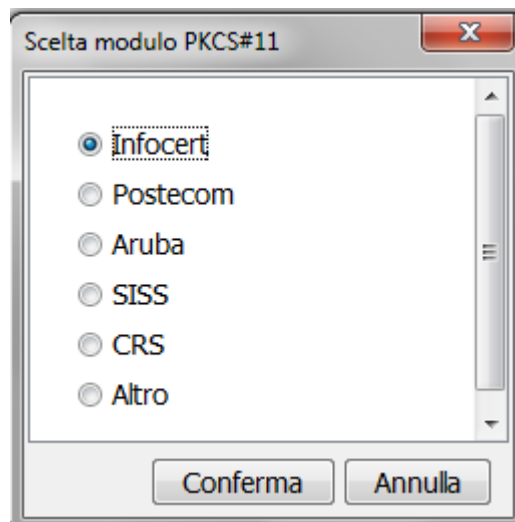 Scelta modulo PKCS#11
Infocert
Postecom
Aruba
SISS
CRS
Altro
Conferma Annulla